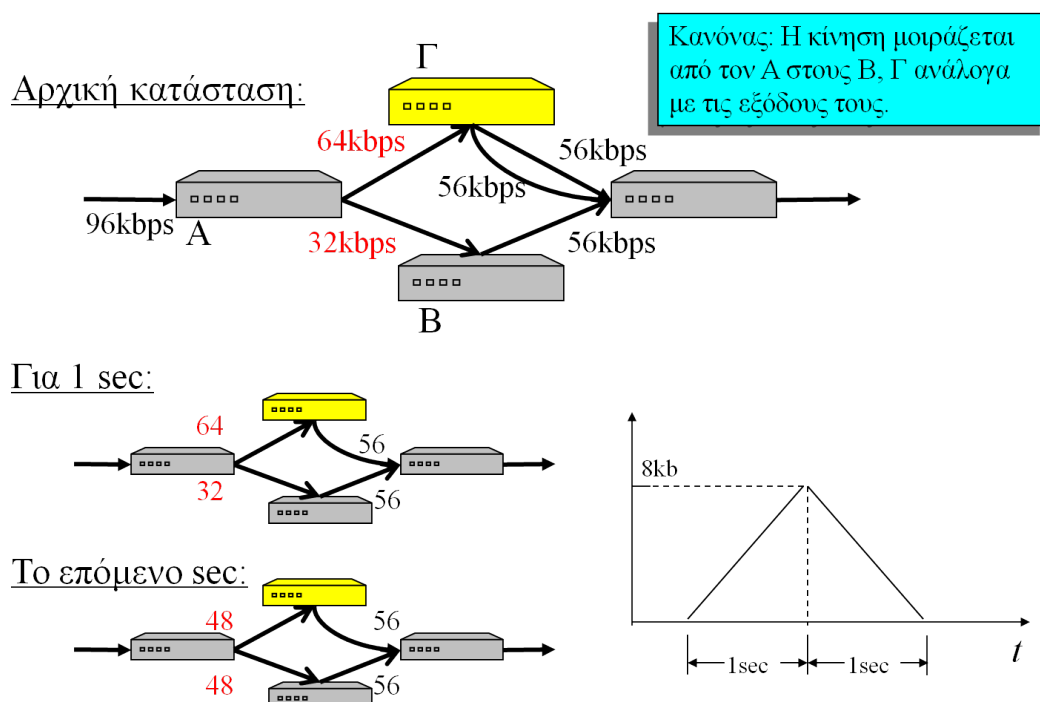 Κανόνας: Η κίνηση μοιράζεται
από τον Α στους Β, Γ ανάλογα
με τις εξόδους τους.
Αρχική κατάσταση:
Γ
64kbps
56kbps
56kbps
96kbps
Α
32kbps
56kbps
Β
Για 1 sec:
64
56
32
56
8kb
Το επόμενο sec:
48
56
48
56
1sec
1sec
t